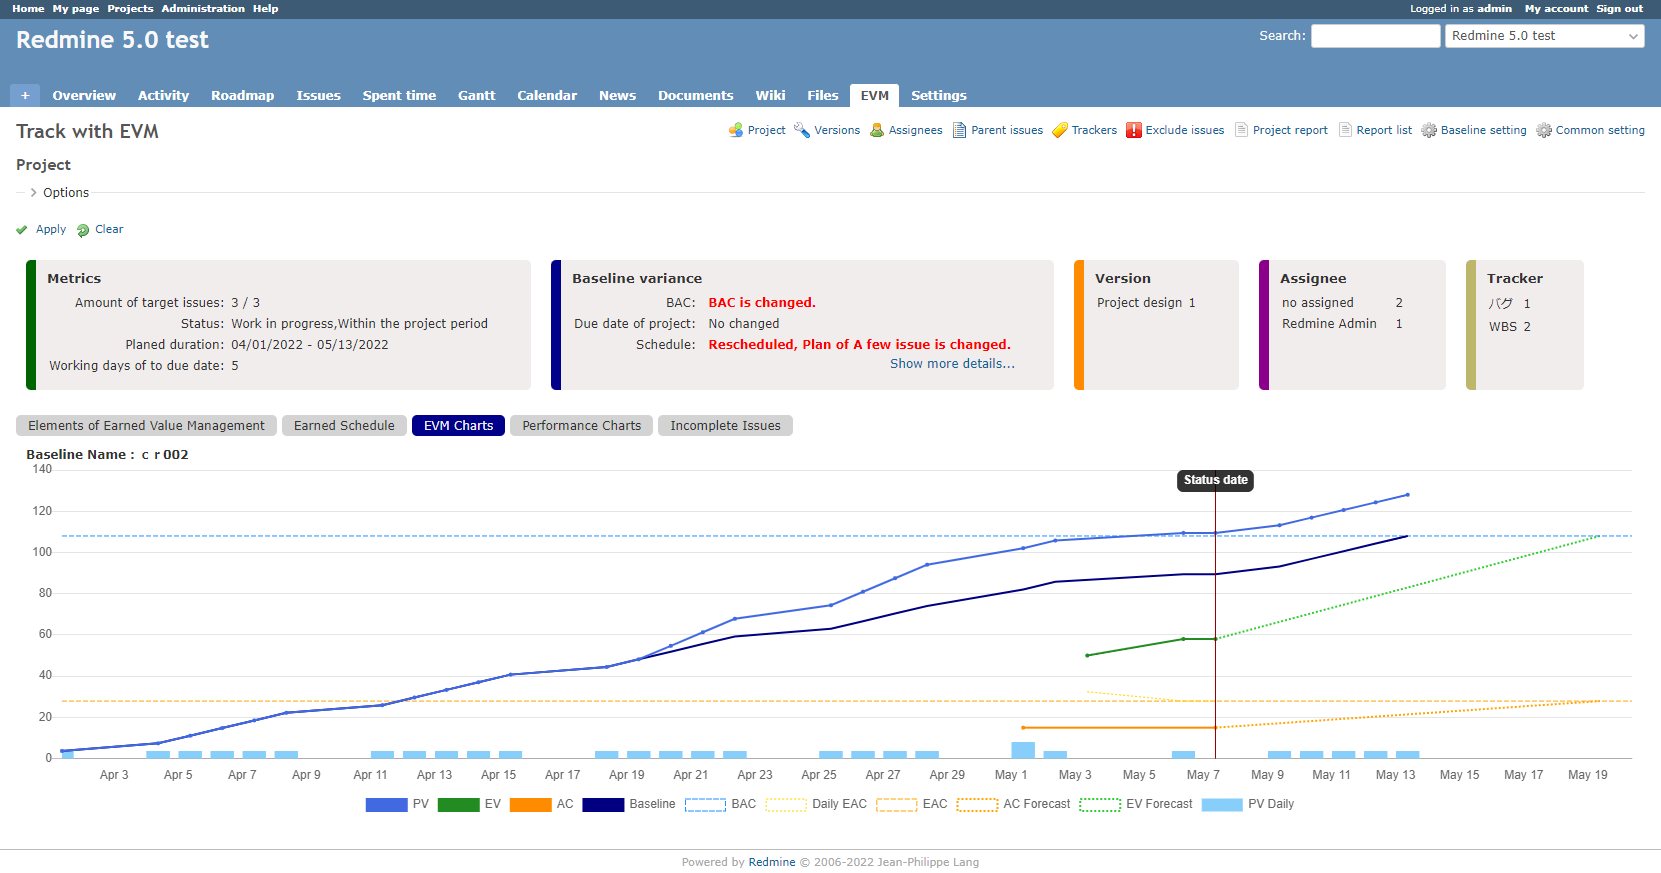 Home My page Projects Administration Help Logged in as admin My account Sign out
Redmine 5.0 test Search: Redmine 5.0 test
+ Overview Activity Roadmap Issues Spent time Gantt Calendar News Documents Wiki Files EVM Settings
Track with EVM Project Versions Assignees Parent issues Trackers Exclude issues Project report Report list Baseline setting Common setting
Project
Options
Apply Clear
Metrics
Amount of target issues: 3 / 3
Status: Work in progress,Within the project period
Planed duration: 04/01/2022 - 05/13/2022
Working days of to due date: 5
Baseline variance
BAC: BAC is changed.
Due date of project: No changed
Schedule: Rescheduled, Plan of A few issue is changed.
Show more details...
Version
Project design 1
Assignee
no assigned 2
Redmine Admin 1
Tracker
バグ 1
WBS 2
Elements of Earned Value Management Earned Schedule EVM Charts Performance Charts Incomplete Issues
Baseline Name : ｃｒ002
140
Status date
120
100
80
60
40
20
0
Apr 3 Apr 5 Apr 7 Apr 9 Apr 11 Apr 13 Apr 15 Apr 17 Apr 19 Apr 21 Apr 23 Apr 25 Apr 27 Apr 29 May 1 May 3 May 5 May 7 May 9 May 11 May 13 May 15 May 17 May 19
PV EV AC Baseline BAC Daily EAC EAC AC Forecast EV Forecast PV Daily
Powered by Redmine © 2006-2022 Jean-Philippe Lang